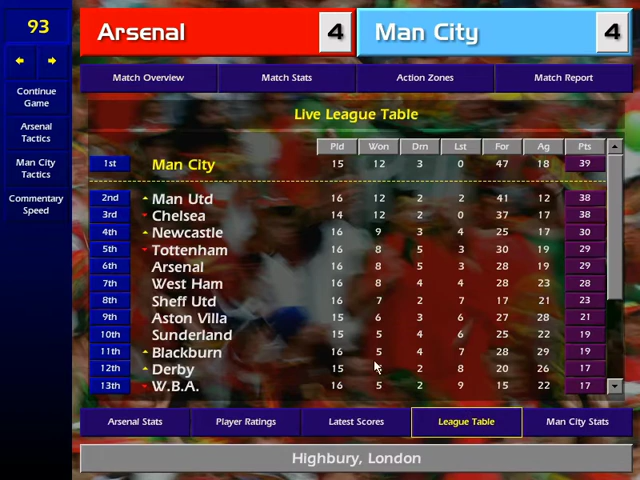 93
Arsenal 4 Man City 4
Match Overview Match Stats Action Zones Match Report
Continue Game
Arsenal Tactics
Man City Tactics
Commentary Speed
Live League Table
Pld Won Drn Lst For Ag Pts
1st Man City 15 12 3 0 47 18 39
2nd Man Utd 16 12 2 2 41 12 38
3rd Chelsea 14 12 2 0 37 17 38
4th Newcastle 16 9 3 4 25 17 30
5th Tottenham 16 8 5 3 30 19 29
6th Arsenal 16 8 5 3 28 19 29
7th West Ham 16 8 4 4 28 23 28
8th Sheff Utd 16 7 2 7 17 21 23
9th Aston Villa 15 6 3 6 27 28 21
10th Sunderland 15 5 4 6 25 22 19
11th Blackburn 16 5 4 7 28 29 19
12th Derby 15 2 8 20 26 17
13th W.B.A. 16 5 2 9 15 22 17
Arsenal Stats Player Ratings Latest Scores League Table Man City Stats
Highbury, London